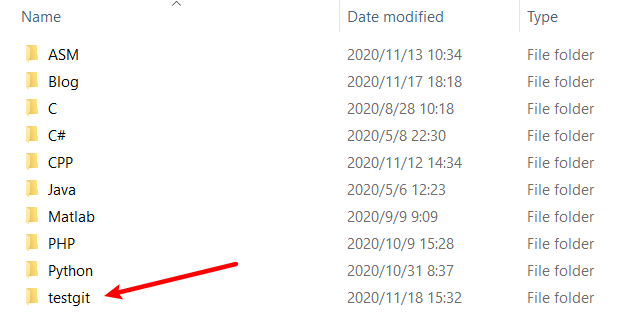 Name Date modified Type
ASM 2020/11/13 10:34 File folder
Blog 2020/11/17 18:18 File folder
C 2020/8/28 10:18 File folder
C# 2020/5/8 22:30 File folder
CPP 2020/11/12 14:34 File folder
Java 2020/5/6 12:23 File folder
Matlab 2020/9/9 9:09 File folder
PHP 2020/10/9 15:28 File folder
Python 2020/10/31 8:37 File folder
testgit 2020/11/18 15:32 File folder